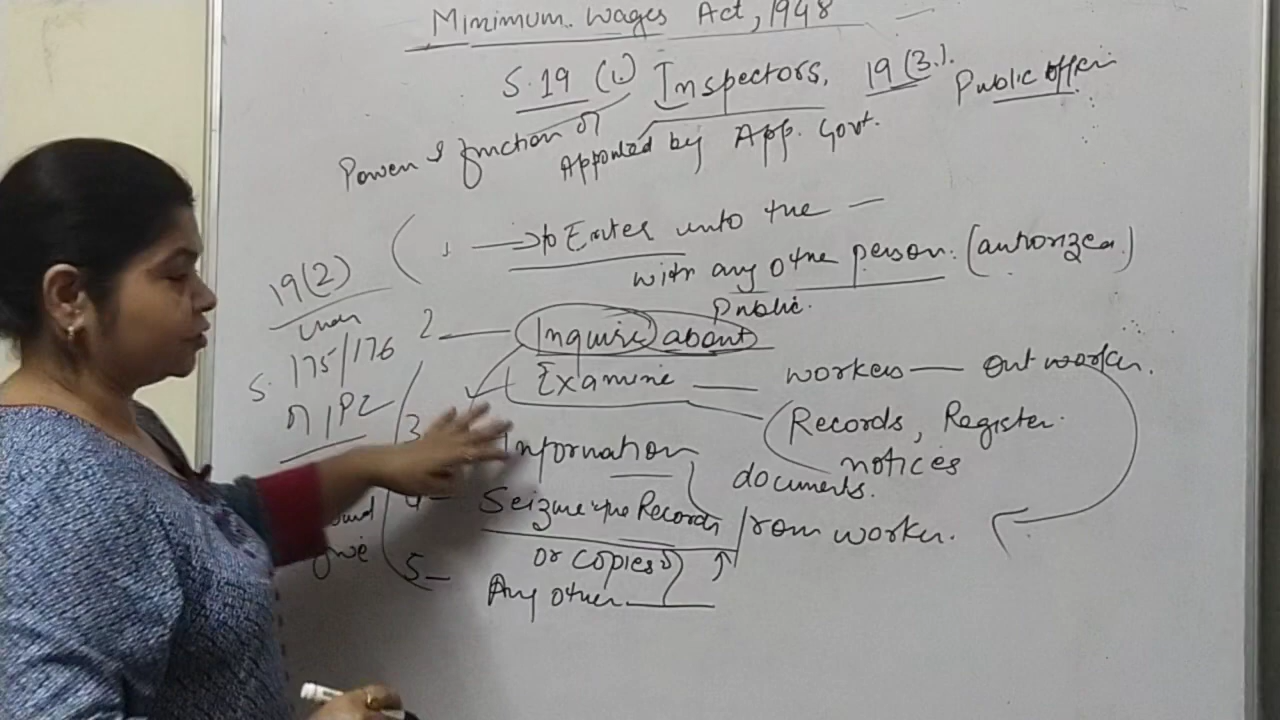 Minimum. Wages Act, 1948
S.19 (1) Inspectors. 19 (3.). Public Officer
Power & function of Appointed by App. Govt.
1 to Enter into the
with any other person. (authorized)
19(2)
Public.
2 Inquire about
S. 175/176
of IPC
Examine workers Out worker.
Records, Register.
notices
3 Information
documents.
4 Seizure the Records from worker.
or copies
give
5 Any other